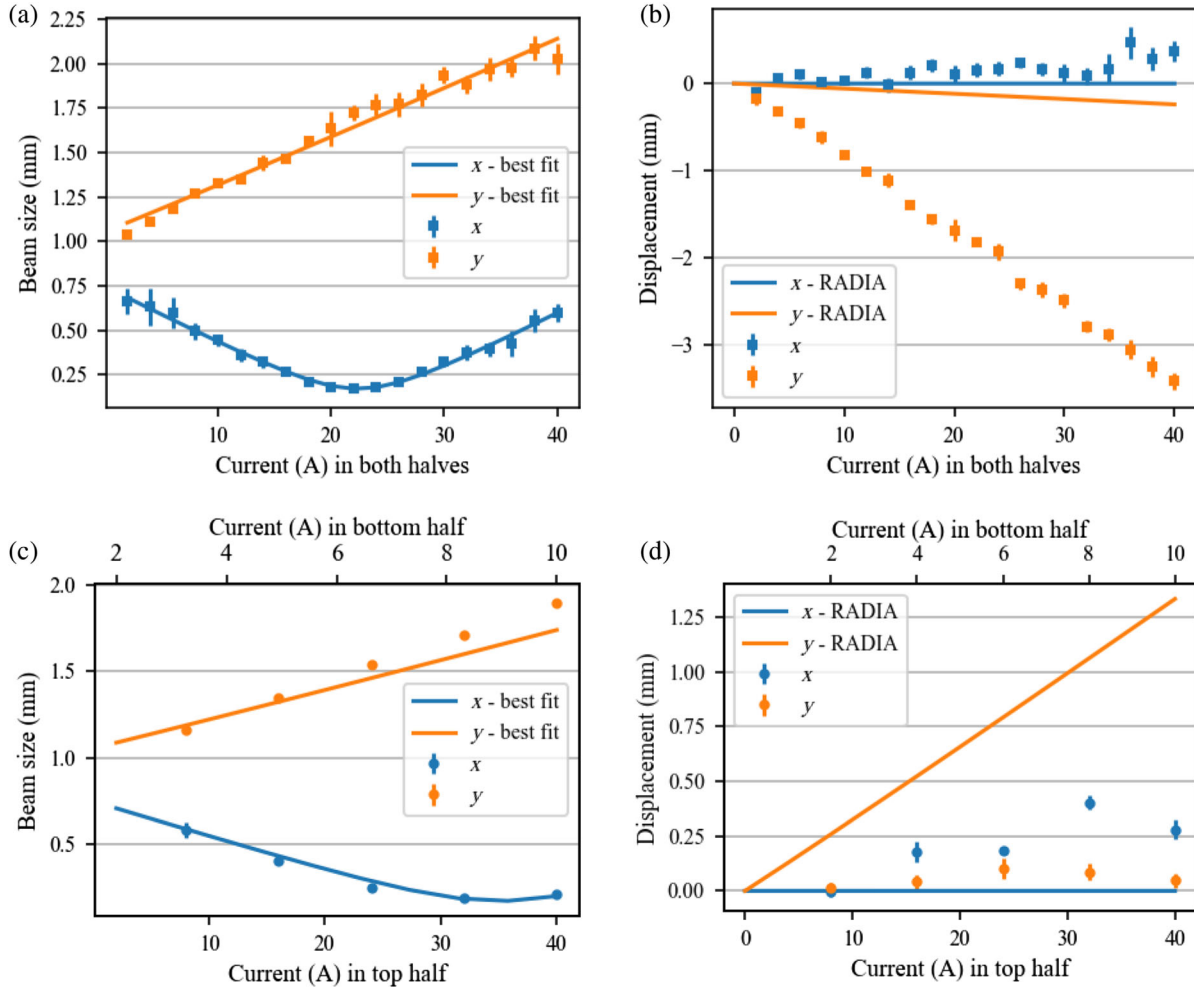 (a)
2.25
2.00
1.75
1.50
1.25
1.00
0.75
0.50
0.25
Beam size (mm)
x - best fit
y - best fit
x
y
10
20
30
40
Current (A) in both halves
(b)
0
−1
−2
−3
Displacement (mm)
x - RADIA
y - RADIA
x
y
0
10
20
30
40
Current (A) in both halves
Current (A) in bottom half
(c)
2
4
6
8
10
2.0
1.5
1.0
0.5
Beam size (mm)
x - best fit
y - best fit
x
y
10
20
30
40
Current (A) in top half
Current (A) in bottom half
(d)
2
4
6
8
10
1.25
1.00
0.75
0.50
0.25
0.00
Displacement (mm)
x - RADIA
y - RADIA
x
y
0
10
20
30
40
Current (A) in top half